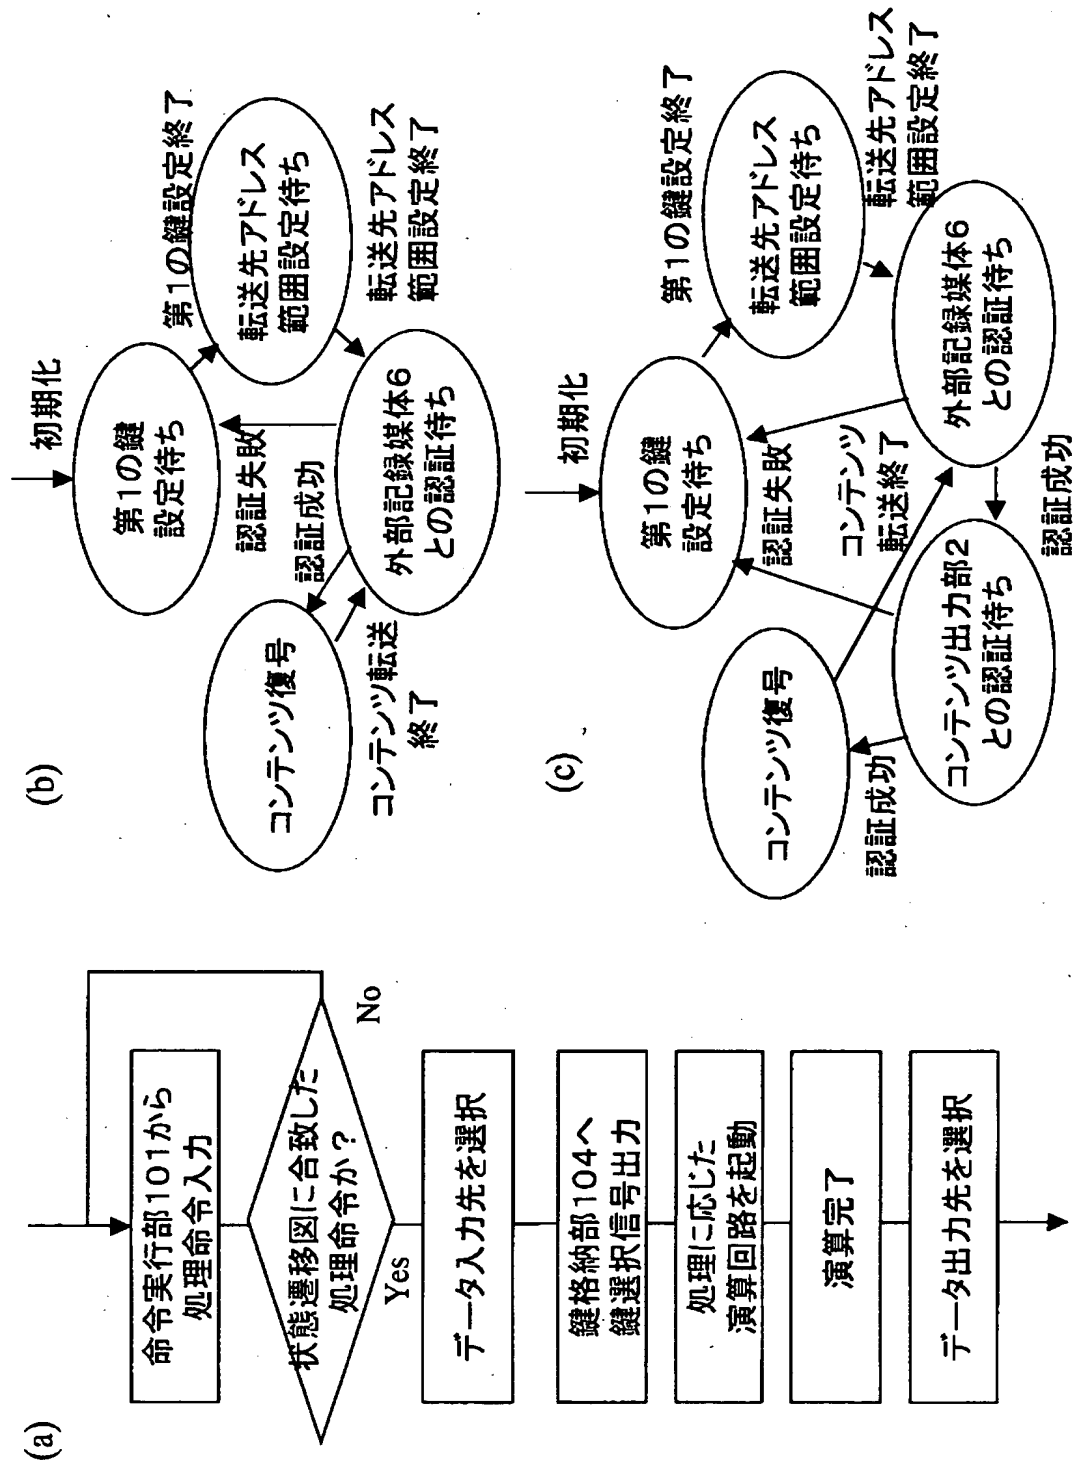 (a)
命令実行部101から
処理命令入力
状態遷移図に合致した
処理命令か?
No
Yes
データ入力先を選択
鍵格納部104へ
鍵選択信号出力
処理に応じた
演算回路を起動
演算完了
データ出力先を選択
(b)
初期化
第1の鍵
設定待ち
第1の鍵設定終了
転送先アドレス
範囲設定待ち
転送先アドレス
範囲設定終了
認証失敗
認証成功
外部記録媒体6
との認証待ち
コンテンツ復号
コンテンツ転送
終了
(c)
初期化
第1の鍵
設定待ち
第1の鍵設定終了
転送先アドレス
範囲設定待ち
転送先アドレス
範囲設定終了
認証失敗
コンテンツ
転送終了
外部記録媒体6
との認証待ち
認証成功
コンテンツ出力部2
との認証待ち
認証成功
コンテンツ復号